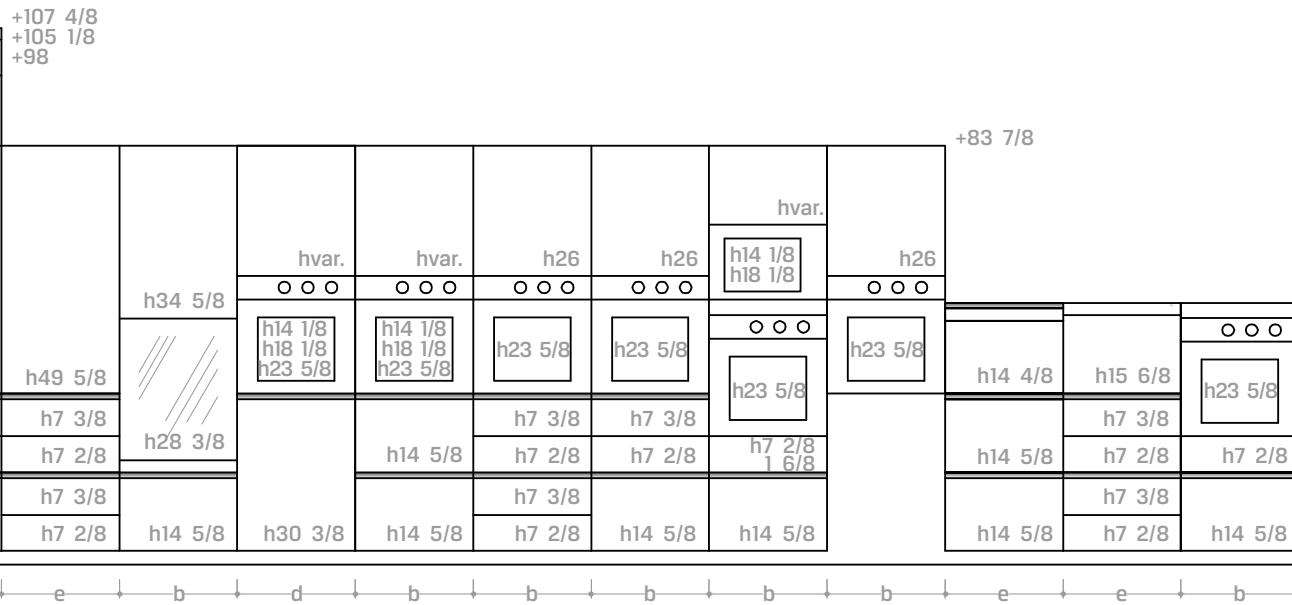 +107 4/8
+105 1/8
+98
+83 7/8
hvar.
hvar. hvar. h26 h26 h14 1/8 h26
h18 1/8
h34 5/8
h14 1/8 h14 1/8
h18 1/8 h18 1/8 h23 5/8 h23 5/8 h23 5/8
h23 5/8 h23 5/8
h49 5/8 h14 4/8 h15 6/8
h23 5/8 h23 5/8
h7 3/8 h7 3/8 h7 3/8 h7 3/8
h28 3/8 h7 2/8
h7 2/8 h14 5/8 h7 2/8 h7 2/8 1 6/8 h14 5/8 h7 2/8 h7 2/8
h7 3/8 h7 3/8 h7 3/8
h7 2/8 h14 5/8 h30 3/8 h14 5/8 h7 2/8 h14 5/8 h14 5/8 h14 5/8 h7 2/8 h14 5/8
e b d b b b b b e e b